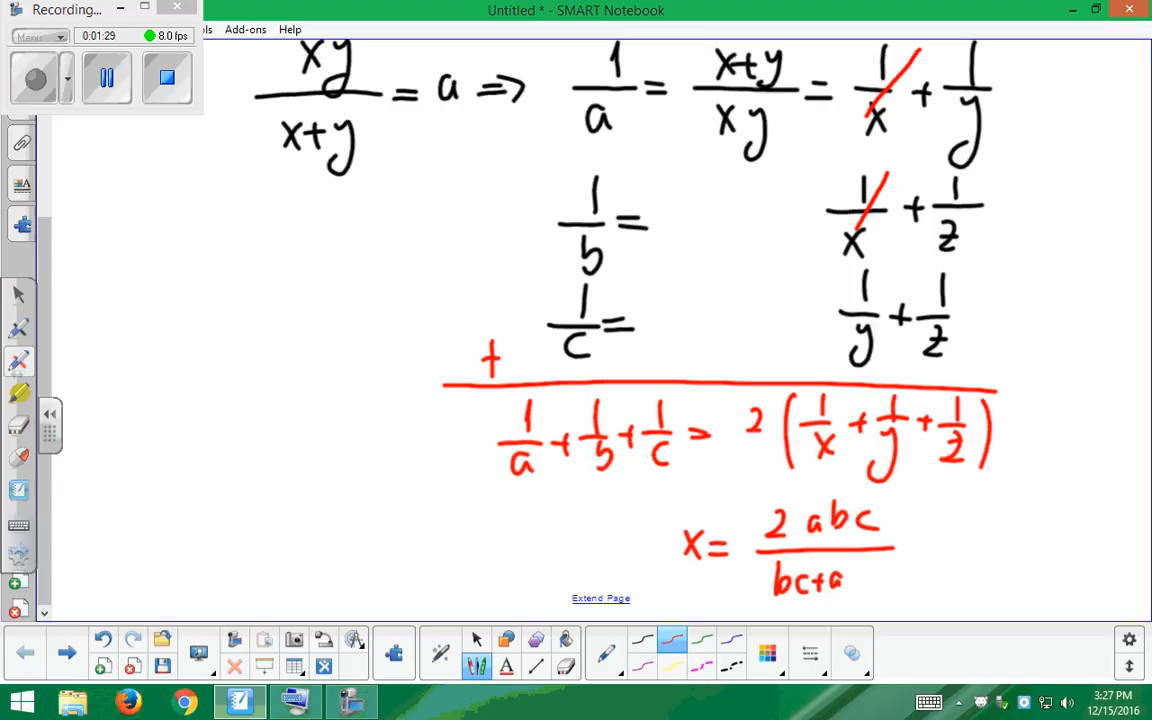 Recording...
Untitled * - SMART Notebook
Menu 0:01:29 8.0 fps
ols Add-ons Help
xy/x+y = a => 1/a = x+y/xy = 1/x + 1/y
1/b = 1/x + 1/z
1/c = 1/y + 1/z
+
1/a + 1/b + 1/c = 2 (1/x + 1/y + 1/z)
x = 2abc/bc+a
Extend Page
3:27 PM
12/15/2016